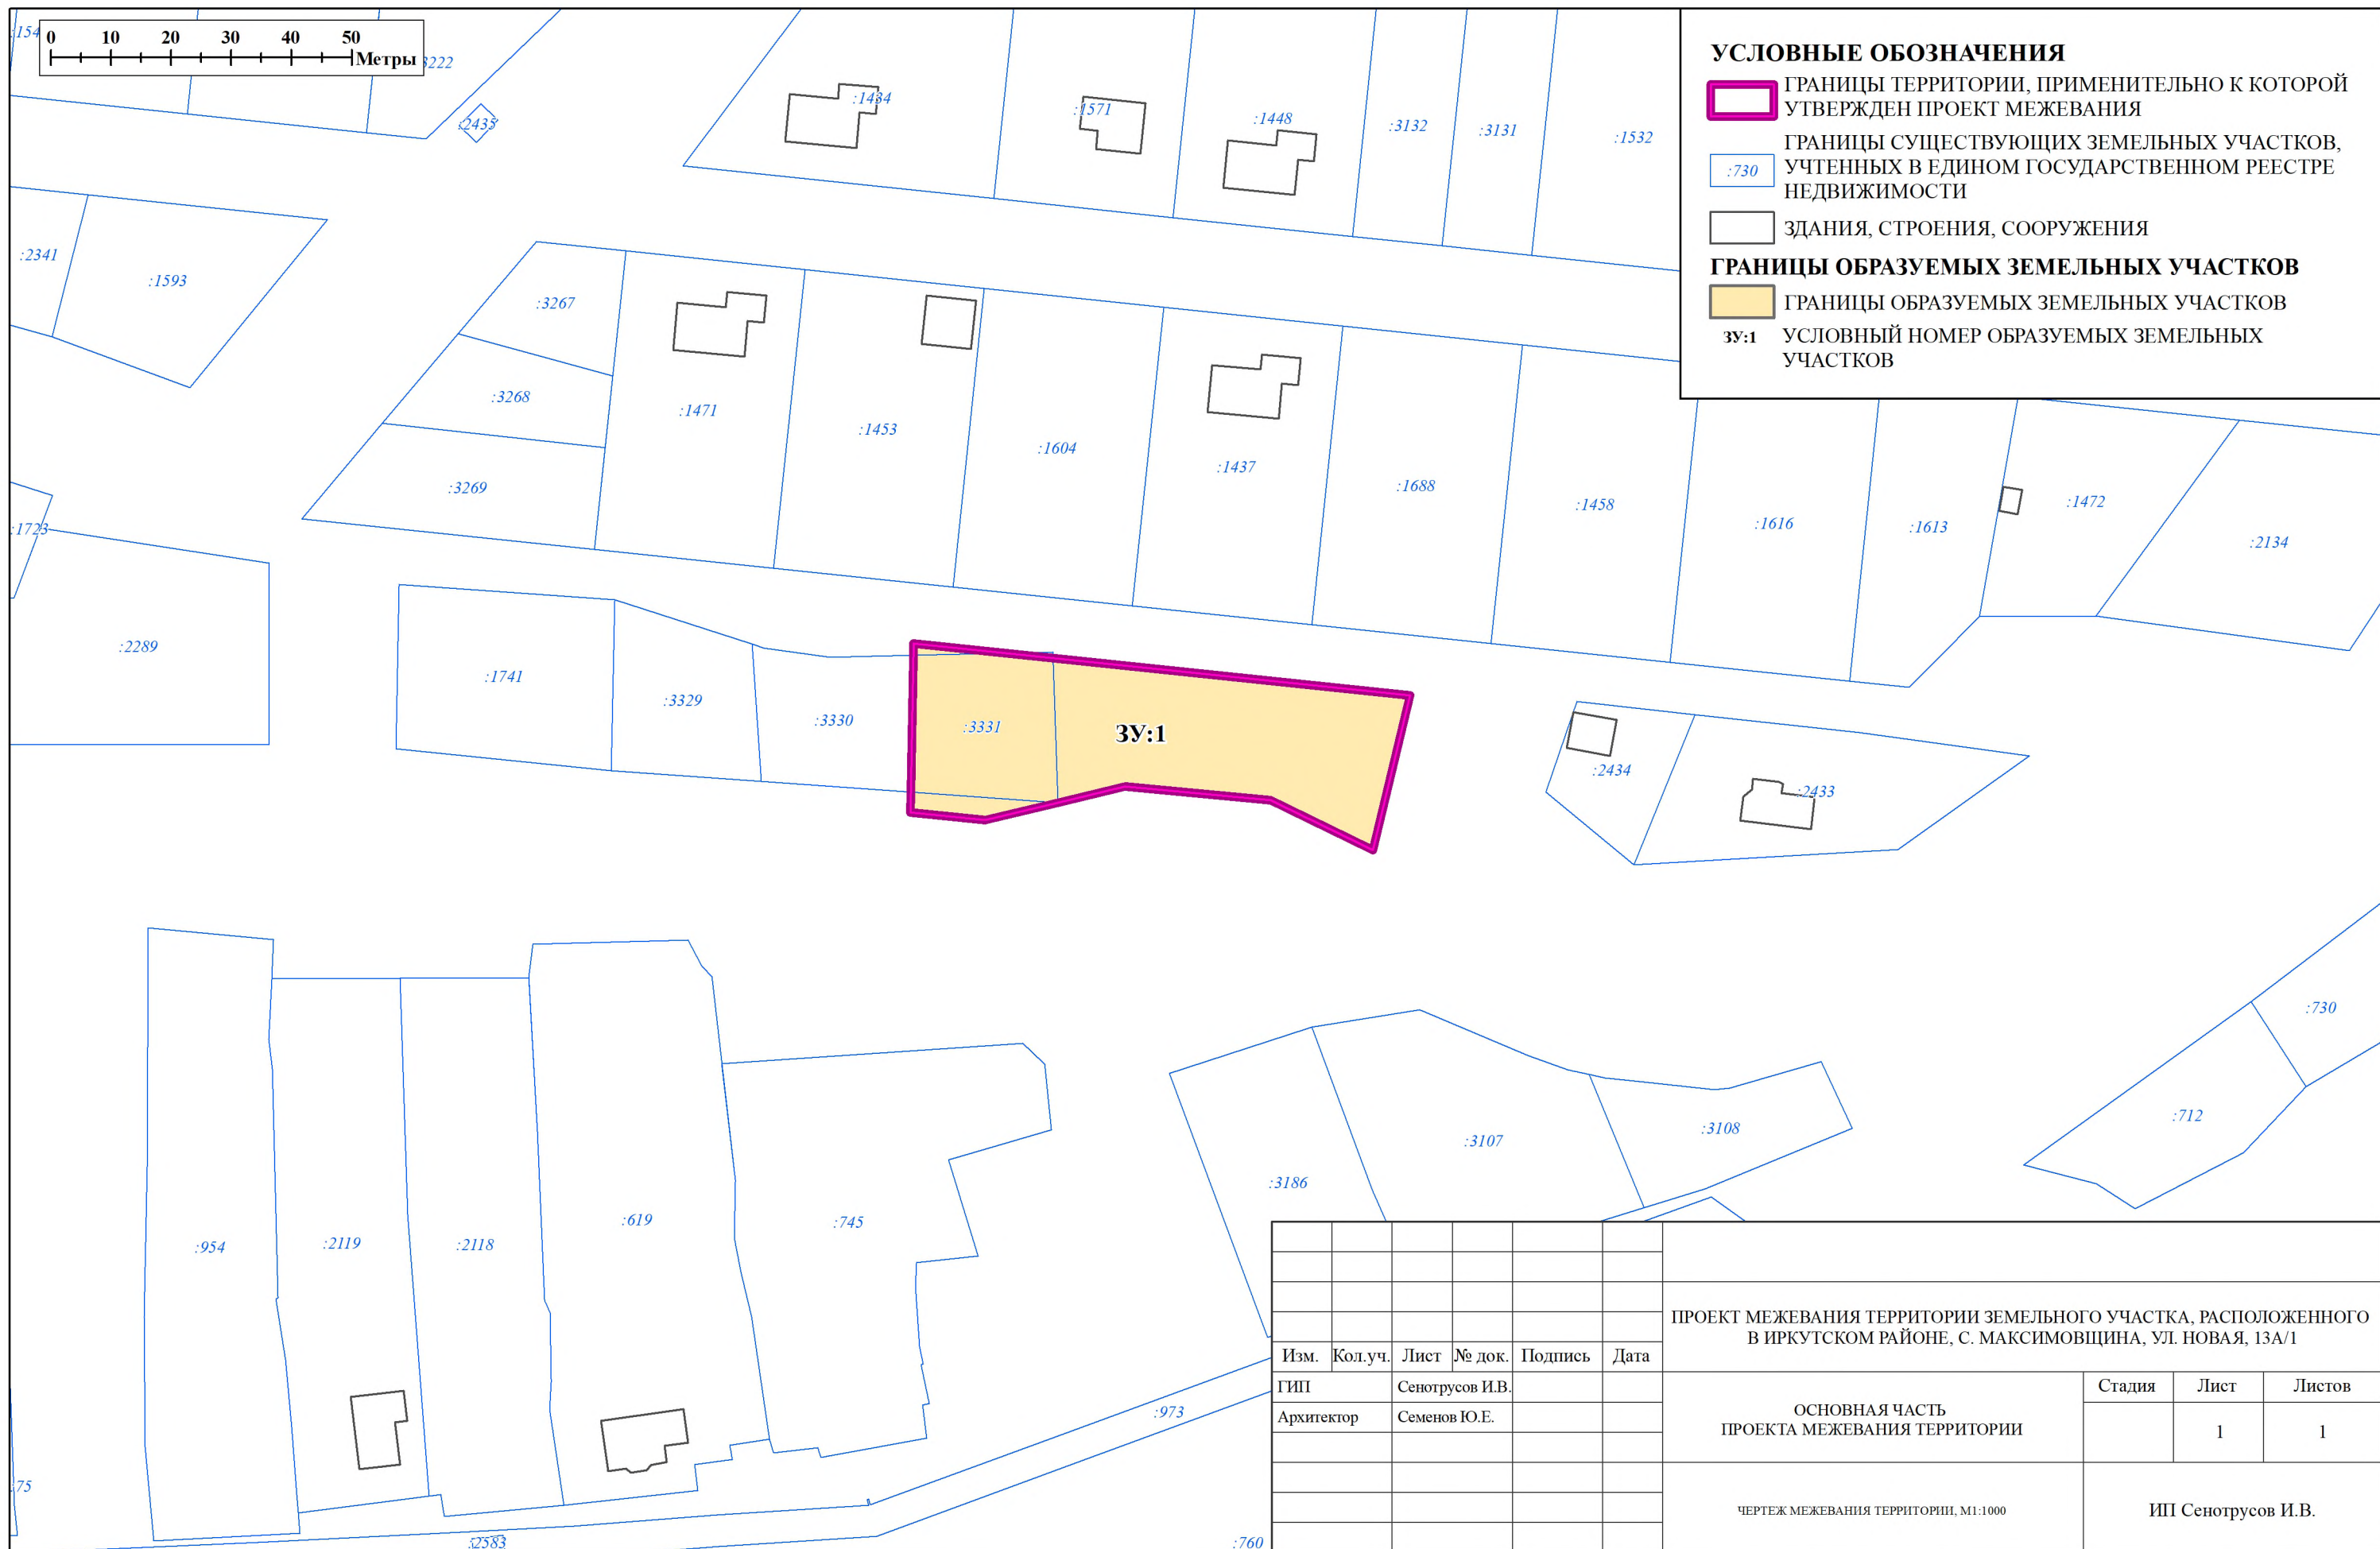 0 10 20 30 40 50
Метры
:154
:3222
:2435
:1434
:1571
:1448
:3132
:3131
:1532
УСЛОВНЫЕ ОБОЗНАЧЕНИЯ
ГРАНИЦЫ ТЕРРИТОРИИ, ПРИМЕНИТЕЛЬНО К КОТОРОЙ
УТВЕРЖДЕН ПРОЕКТ МЕЖЕВАНИЯ
ГРАНИЦЫ СУЩЕСТВУЮЩИХ ЗЕМЕЛЬНЫХ УЧАСТКОВ,
:730 УЧТЕННЫХ В ЕДИНОМ ГОСУДАРСТВЕННОМ РЕЕСТРЕ
НЕДВИЖИМОСТИ
ЗДАНИЯ, СТРОЕНИЯ, СООРУЖЕНИЯ
ГРАНИЦЫ ОБРАЗУЕМЫХ ЗЕМЕЛЬНЫХ УЧАСТКОВ
ГРАНИЦЫ ОБРАЗУЕМЫХ ЗЕМЕЛЬНЫХ УЧАСТКОВ
ЗУ:1 УСЛОВНЫЙ НОМЕР ОБРАЗУЕМЫХ ЗЕМЕЛЬНЫХ
УЧАСТКОВ
:2341
:1593
:3267
:3268
:3269
:1471
:1453
:1604
:1437
:1688
:1458
:1616
:1613
:1472
:2134
:1723
:2289
:1741
:3329
:3330
:3331
ЗУ:1
:2434
:2433
:730
:712
:3107
:3108
:3186
:954
:2119
:2118
:619
:745
:973
:75
:2583
:760
ПРОЕКТ МЕЖЕВАНИЯ ТЕРРИТОРИИ ЗЕМЕЛЬНОГО УЧАСТКА, РАСПОЛОЖЕННОГО
В ИРКУТСКОМ РАЙОНЕ, С. МАКСИМОВЩИНА, УЛ. НОВАЯ, 13А/1
Изм. Кол.уч. Лист № док. Подпись Дата
ГИП Сенотрусов И.В.
Архитектор Семенов Ю.Е.
ОСНОВНАЯ ЧАСТЬ
ПРОЕКТА МЕЖЕВАНИЯ ТЕРРИТОРИИ
Стадия Лист Листов
1 1
ЧЕРТЕЖ МЕЖЕВАНИЯ ТЕРРИТОРИИ, М1:1000
ИП Сенотрусов И.В.